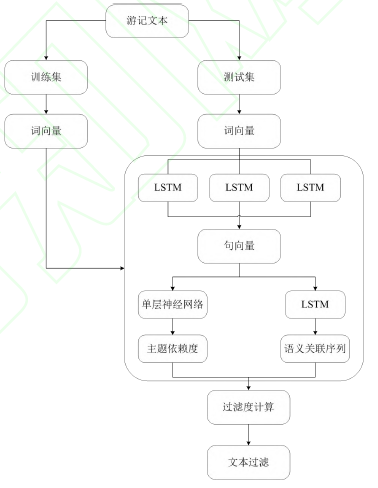 游记文本
训练集
测试集
词向量
词向量
LSTM
LSTM
LSTM
句向量
单层神经网络
LSTM
主题依赖度
语义关联序列
过滤度计算
文本过滤